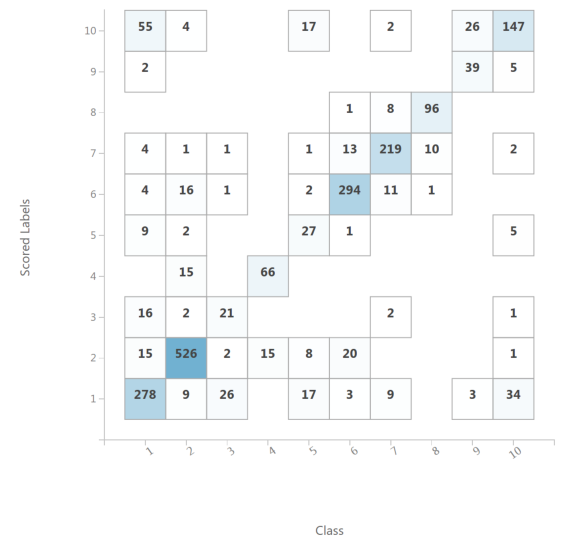 10 55 4 17 2 26 147
9 2 39 5
8 1 8 96
7 4 1 1 1 13 219 10 2
6 4 16 1 2 294 11 1
5 9 2 27 1 5
4 15 66
3 16 2 21 2 1
2 15 526 2 15 8 20 1
1 278 9 26 17 3 9 3 34
Scored Labels
1 2 3 4 5 6 7 8 9 10
Class